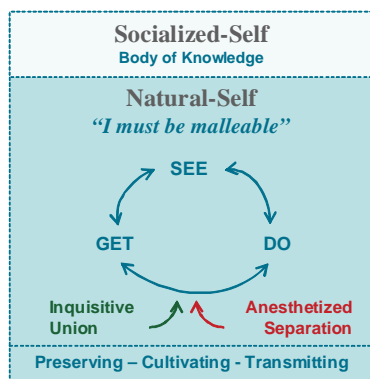 Socialized-Self
Body of Knowledge
Natural-Self
“I must be malleable”
SEE
GET
DO
Inquisitive
Union
Anesthetized
Separation
Preserving – Cultivating - Transmitting